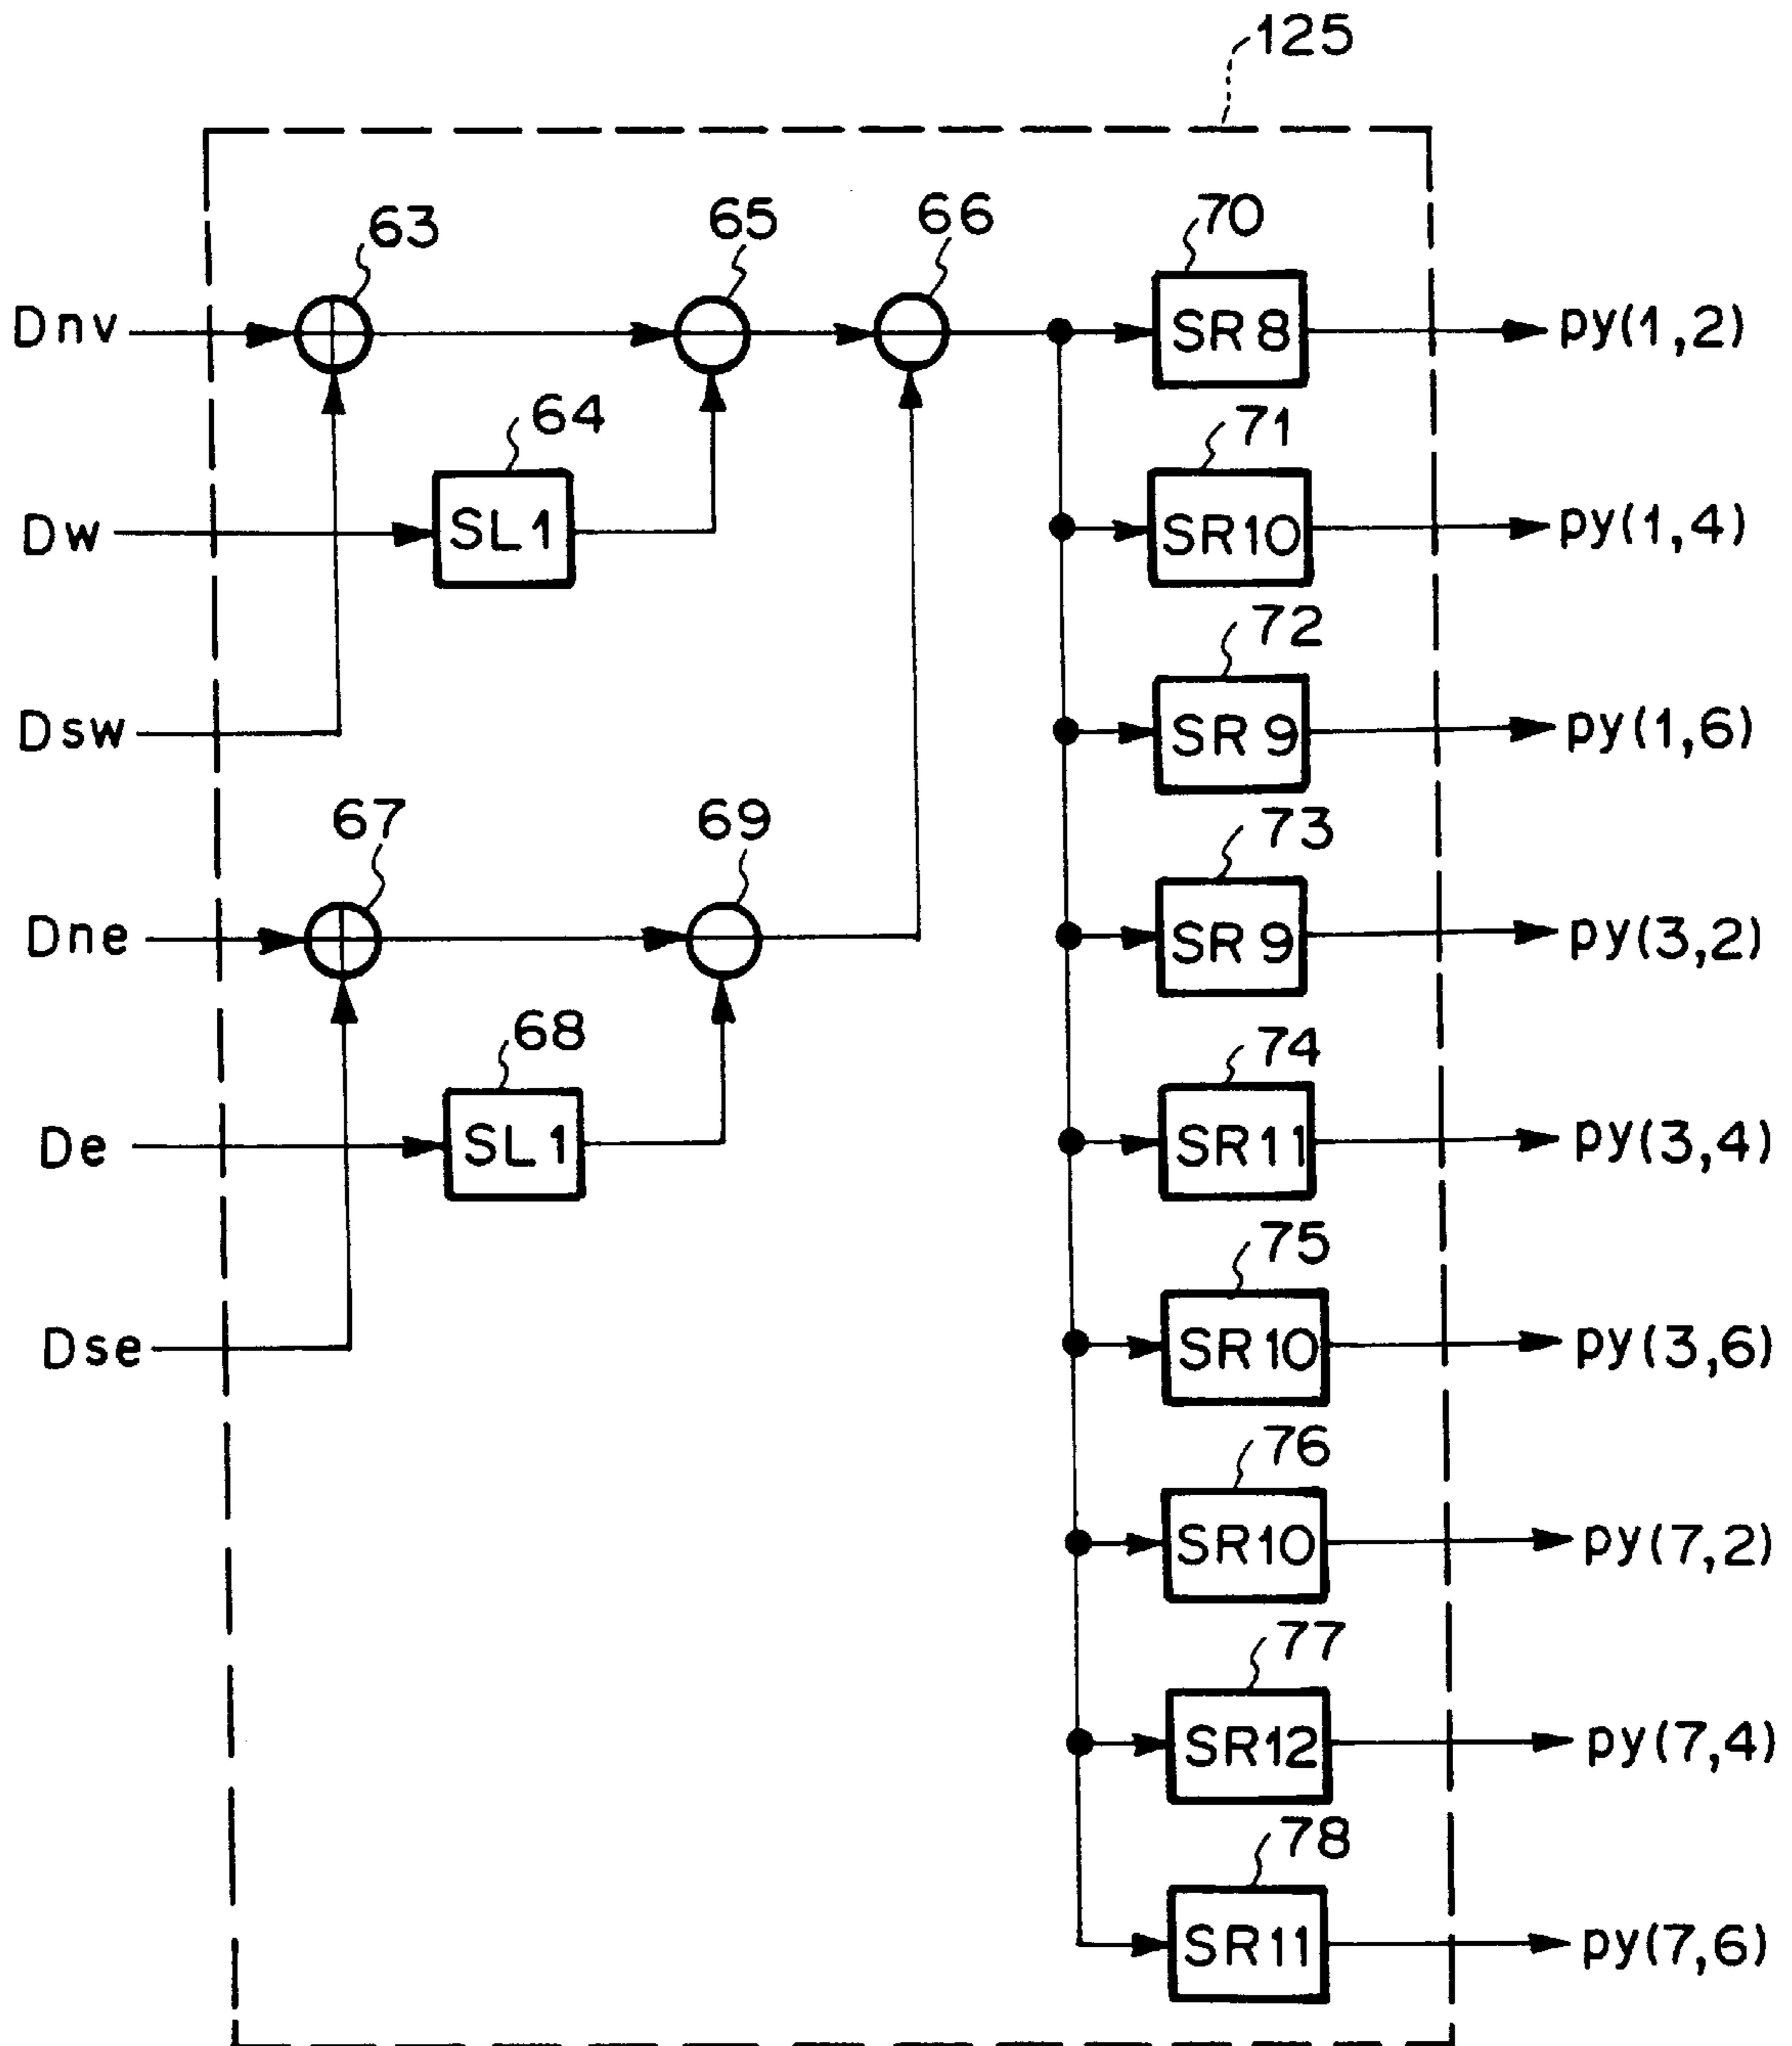 125
63
65
66
70
Dnv
SR8
py(1,2)
64
71
Dw
SL1
SR10
py(1,4)
72
Dsw
SR9
py(1,6)
67
69
73
Dne
SR9
py(3,2)
68
74
De
SL1
SR11
py(3,4)
75
Dse
SR10
py(3,6)
76
SR10
py(7,2)
77
SR12
py(7,4)
78
SR11
py(7,6)